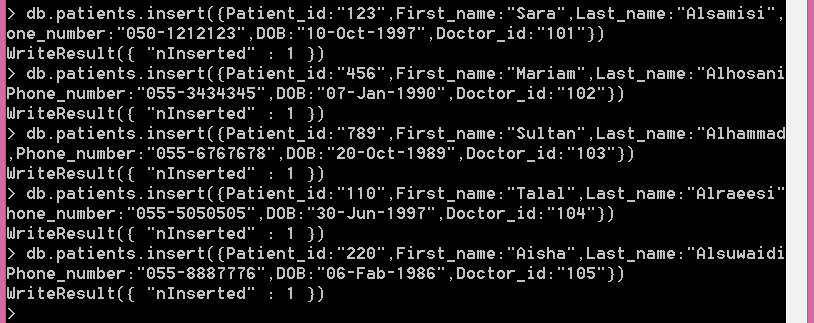 > db.patients.insert({Patient_id:"123",First_name:"Sara",Last_name:"Alsamisi",
one_number:"050-1212123",DOB:"10-Oct-1997",Doctor_id:"101"})
WriteResult({ "nInserted" : 1 })
> db.patients.insert({Patient_id:"456",First_name:"Mariam",Last_name:"Alhosani
Phone_number:"055-3434345",DOB:"07-Jan-1990",Doctor_id:"102"})
WriteResult({ "nInserted" : 1 })
> db.patients.insert({Patient_id:"789",First_name:"Sultan",Last_name:"Alhammad
,Phone_number:"055-6767678",DOB:"20-Oct-1989",Doctor_id:"103"})
WriteResult({ "nInserted" : 1 })
> db.patients.insert({Patient_id:"110",First_name:"Talal",Last_name:"Alraeesi"
hone_number:"055-5050505",DOB:"30-Jun-1997",Doctor_id:"104"})
WriteResult({ "nInserted" : 1 })
> db.patients.insert({Patient_id:"220",First_name:"Aisha",Last_name:"Alsuwaidi
Phone_number:"055-8887776",DOB:"06-Fab-1986",Doctor_id:"105"})
WriteResult({ "nInserted" : 1 })
>